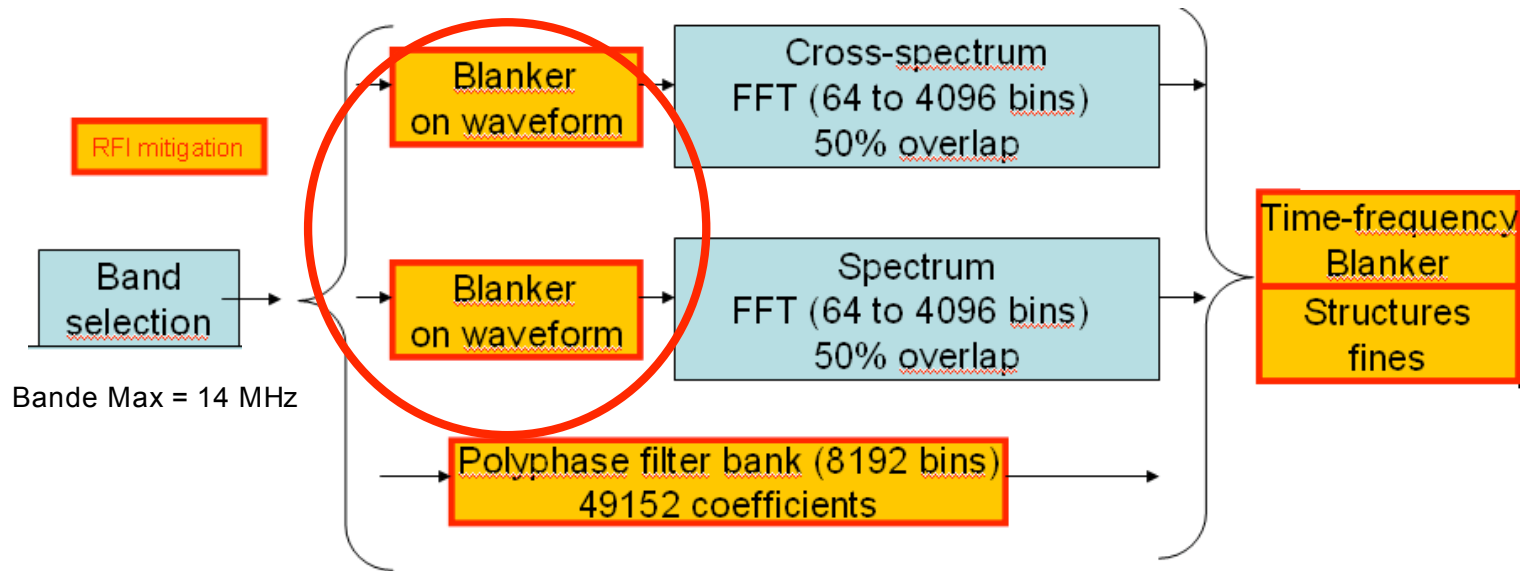 RFI mitigation
Band
selection
Bande Max = 14 MHz
Blanker
on waveform
Cross-spectrum
FFT (64 to 4096 bins)
50% overlap
Blanker
on waveform
Spectrum
FFT (64 to 4096 bins)
50% overlap
Polyphase filter bank (8192 bins)
49152 coefficients
Time-frequency
Blanker
Structures
fines